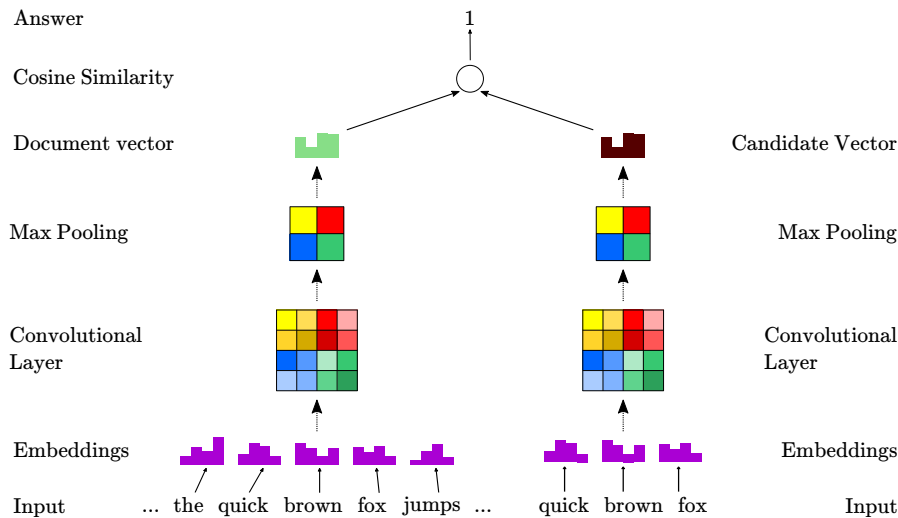 Answer 1
Cosine Similarity
Document vector Candidate Vector
Max Pooling Max Pooling
Convolutional Convolutional
Layer Layer
Embeddings Embeddings
Input ... the quick brown fox jumps ... quick brown fox Input